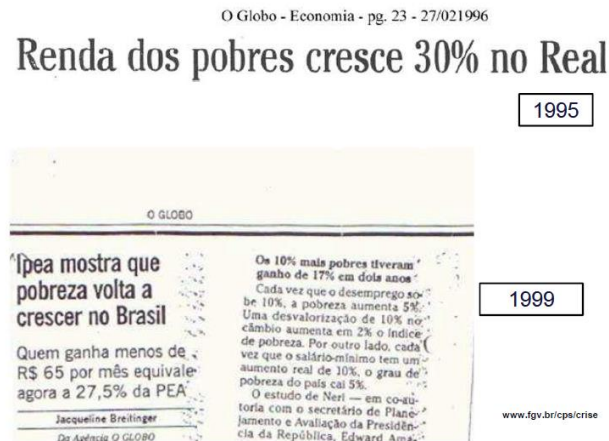 O Globo - Economia - pg. 23 - 27/021996
Renda dos pobres cresce 30% no Real
1995
O GLOBO
Ipea mostra que
pobreza volta a
crescer no Brasil
Quem ganha menos de
R$ 65 por mês equivale
agora a 27,5% da PEA
Jacqueline Breitinger
Da Agência O GLOBO
Os 10% mais pobres tiveram
ganho de 17% em dois anos
Cada vez que o desemprego so-
be 10%, a pobreza aumenta 5%.
Uma desvalorização de 10% no
câmbio aumenta em 2% o índice
de pobreza. Por outro lado, cada
vez que o salário-mínimo tem um
aumento real de 10%, o grau de
pobreza do país cai 5%.
O estudo de Neri — em co-au-
toria com o secretário de Plane-
jamento e Avaliação da Presidên-
cia da República, Edward Ama-
1999
www.fgv.br/cps/crise